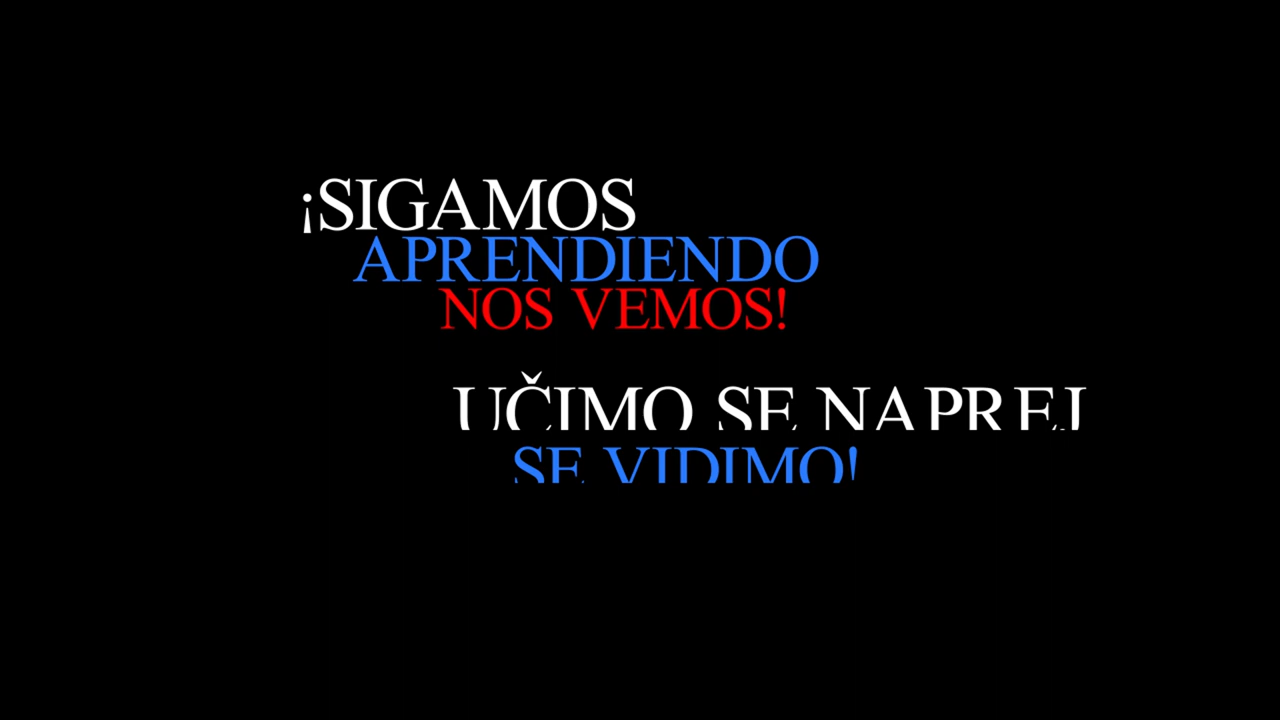 ¡SIGAMOS
APRENDIENDO
NOS VEMOS!
UČIMO SE NAPREJ
SE VIDIMO!